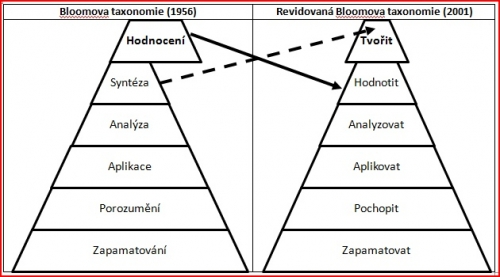 Bloomova taxonomie (1956)
Revidovaná Bloomova taxonomie (2001)
Hodnocení
Syntéza
Analýza
Aplikace
Porozumění
Zapamatování
Tvořit
Hodnotit
Analyzovat
Aplikovat
Pochopit
Zapamatovat